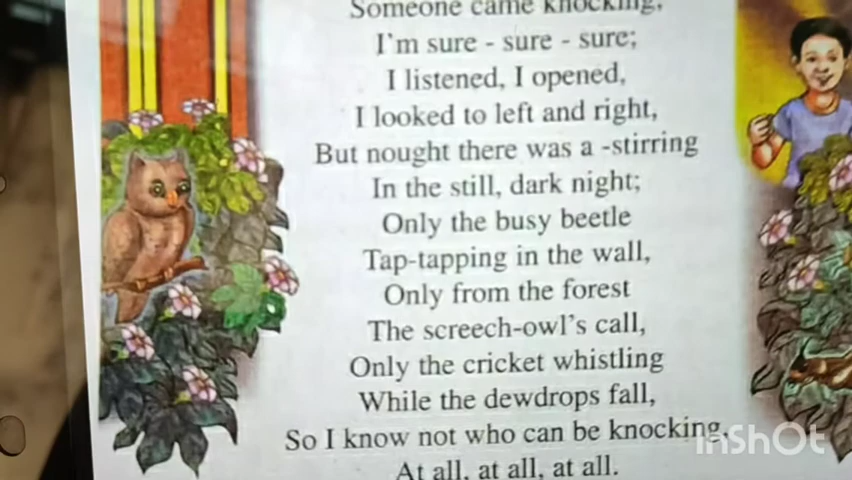 Someone came knocking,
I'm sure - sure - sure;
I listened, I opened,
I looked to left and right,
But nought there was a -stirring
In the still, dark night;
Only the busy beetle
Tap-tapping in the wall,
Only from the forest
The screech-owl's call,
Only the cricket whistling
While the dewdrops fall,
So I know not who can be knocking,
At all, at all, at all.
InShOt